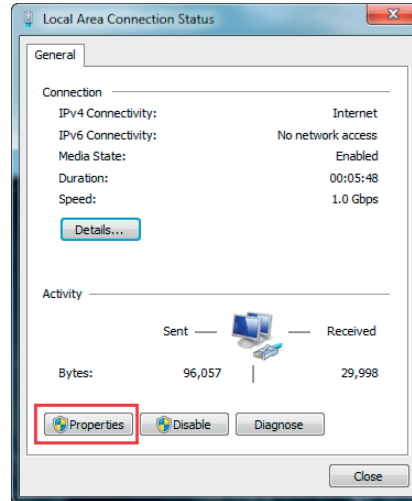 Local Area Connection Status
General
Connection
IPv4 Connectivity: Internet
IPv6 Connectivity: No network access
Media State: Enabled
Duration: 00:05:48
Speed: 1.0 Gbps
Details...
Activity
Sent Received
Bytes: 96,057 29,998
Properties Disable Diagnose
Close